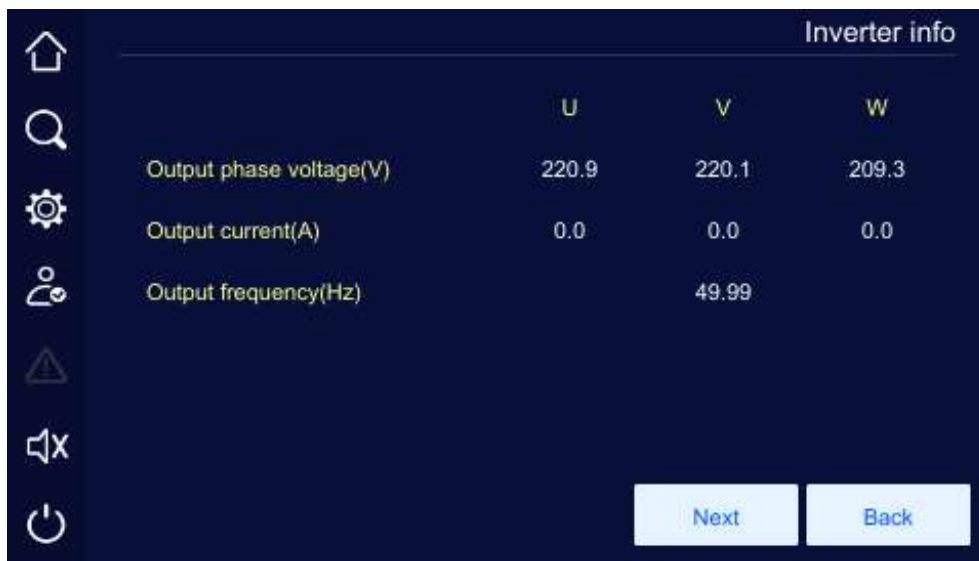 Inverter info
U V W
Output phase voltage(V) 220.9 220.1 209.3
Output current(A) 0.0 0.0 0.0
Output frequency(Hz) 49.99
Next Back